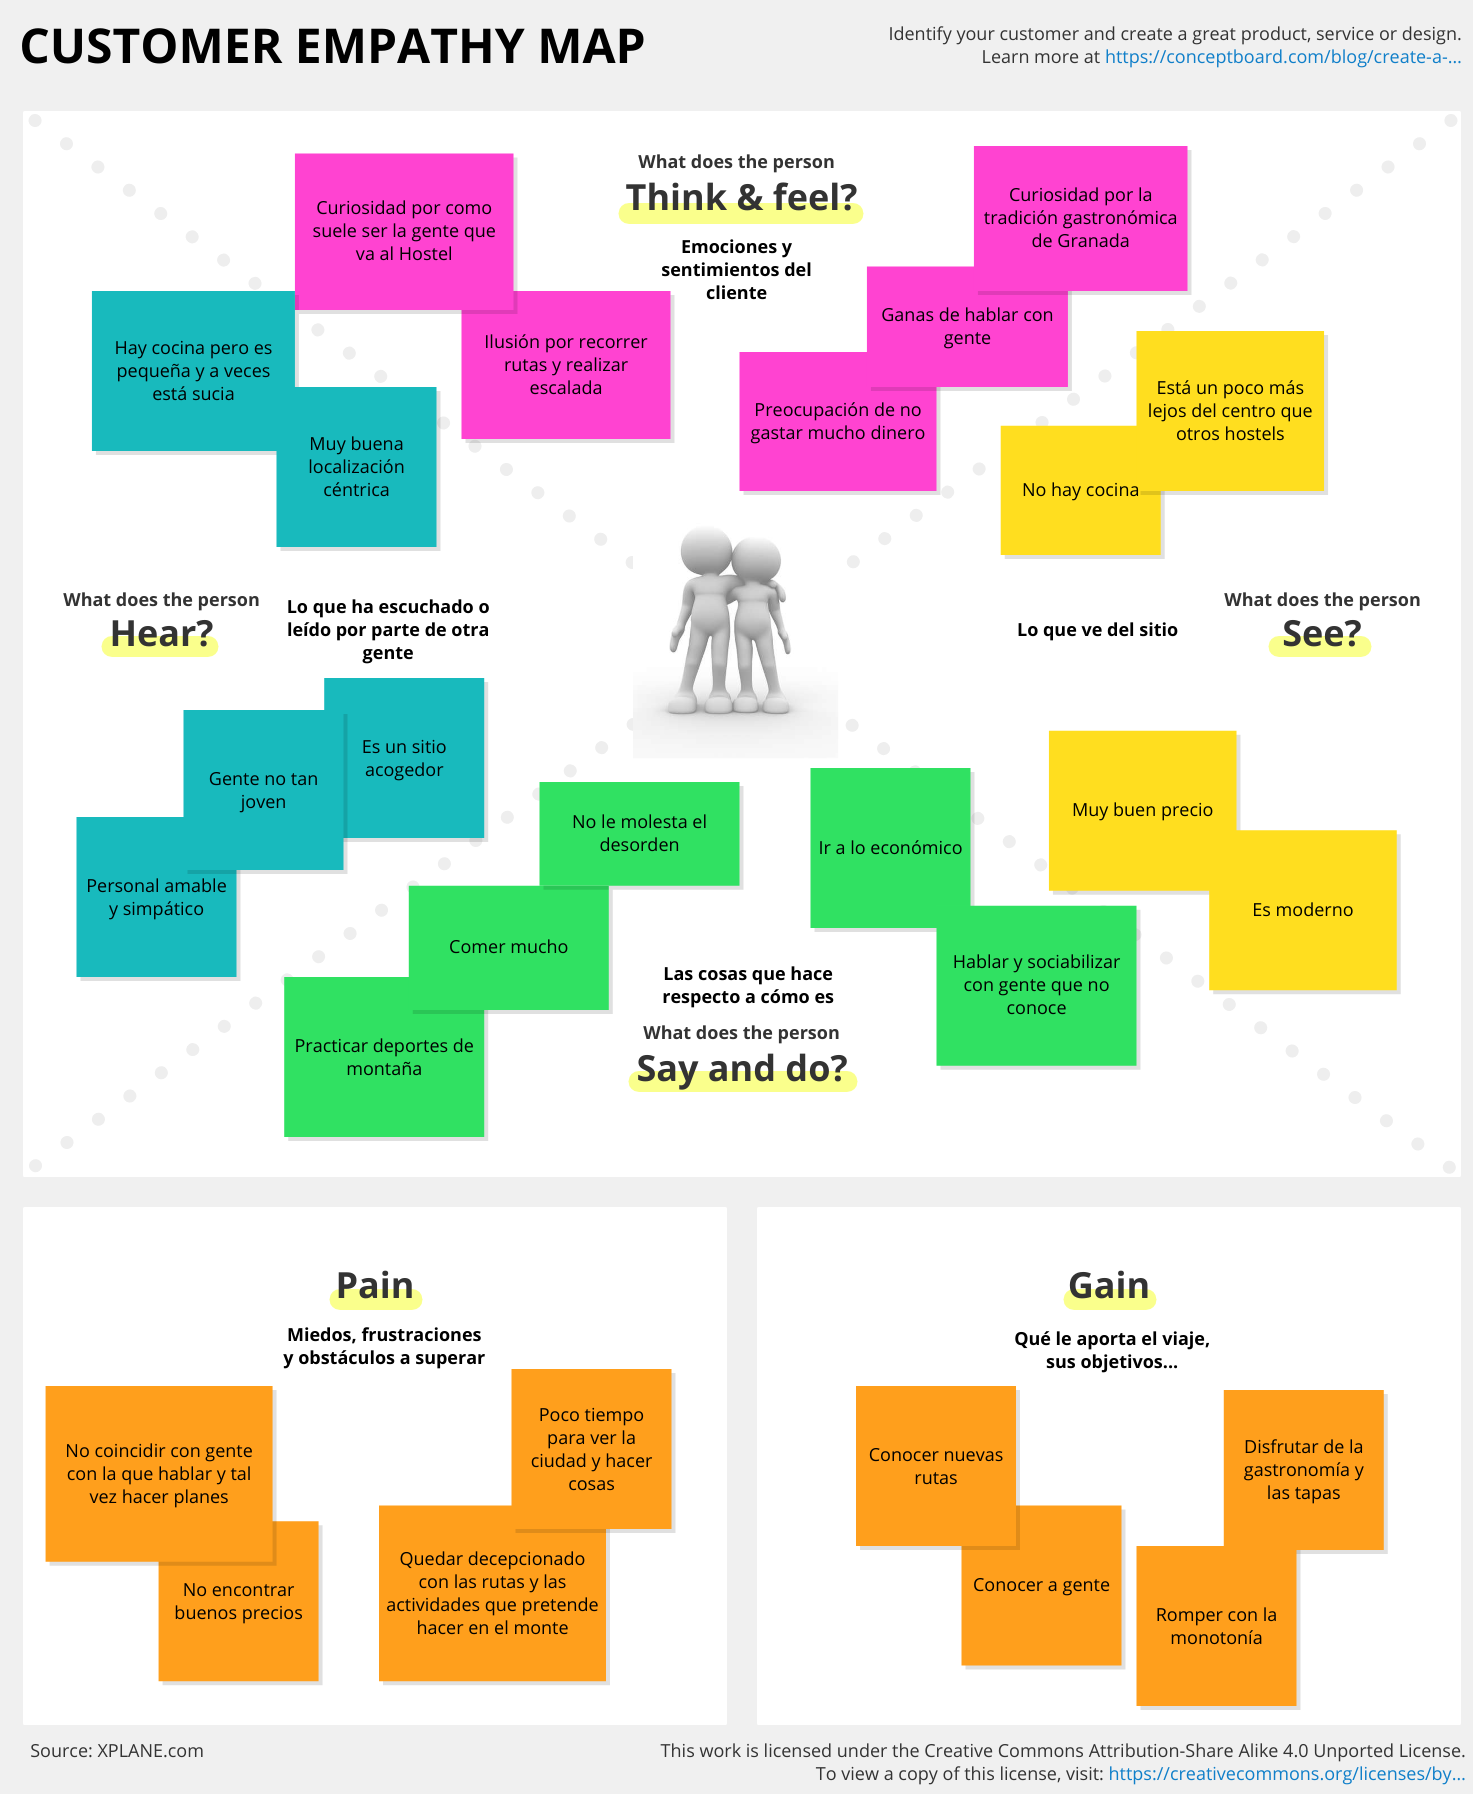 CUSTOMER EMPATHY MAP
Identify your customer and create a great product, service or design.
Learn more at https://conceptboard.com/blog/create-a-...
What does the person
Think & feel?
Emociones y
sentimientos del
cliente
Curiosidad por como
suele ser la gente que
va al Hostel
Ilusión por recorrer
rutas y realizar
escalada
Curiosidad por la
tradición gastronómica
de Granada
Ganas de hablar con
gente
Preocupación de no
gastar mucho dinero
Hay cocina pero es
pequeña y a veces
está sucia
Muy buena
localización
céntrica
Está un poco más
lejos del centro que
otros hostels
No hay cocina
What does the person
Hear?
Lo que ha escuchado o
leído por parte de otra
gente
Lo que ve del sitio
What does the person
See?
Es un sitio
acogedor
Gente no tan
joven
Personal amable
y simpático
No le molesta el
desorden
Comer mucho
Practicar deportes de
montaña
Ir a lo económico
Hablar y sociabilizar
con gente que no
conoce
Muy buen precio
Es moderno
Las cosas que hace
respecto a cómo es
What does the person
Say and do?
Pain
Miedos, frustraciones
y obstáculos a superar
No coincidir con gente
con la que hablar y tal
vez hacer planes
No encontrar
buenos precios
Poco tiempo
para ver la
ciudad y hacer
cosas
Quedar decepcionado
con las rutas y las
actividades que pretende
hacer en el monte
Gain
Qué le aporta el viaje,
sus objetivos...
Conocer nuevas
rutas
Conocer a gente
Disfrutar de la
gastronomía y
las tapas
Romper con la
monotonía
Source: XPLANE.com
This work is licensed under the Creative Commons Attribution-Share Alike 4.0 Unported License.
To view a copy of this license, visit: https://creativecommons.org/licenses/by...